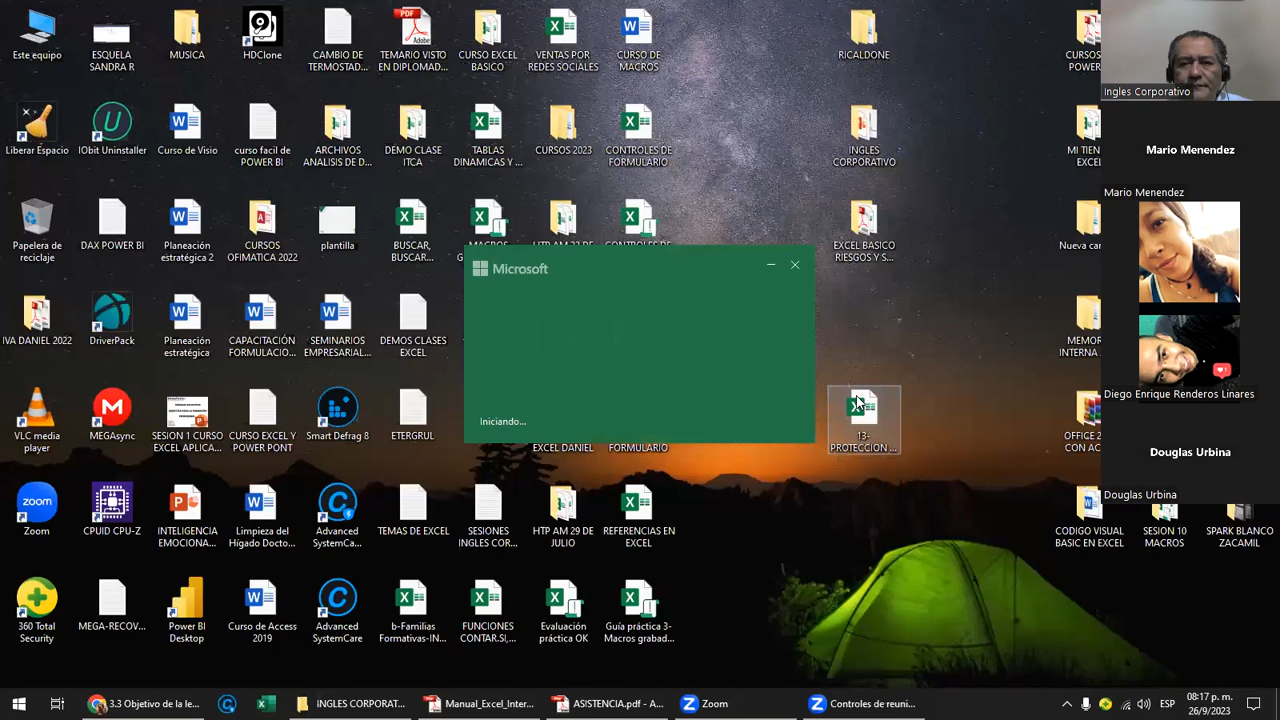 Este equipo
ESCUELA
SANDRA R
MUSICA
HDClone
CAMBIO DE
TERMOSTAD...
TEMARIO VISTO
EN DIPLOMAD...
CURSO EXCEL
BASICO
VENTAS POR
REDES SOCIALES
CURSO DE
MACROS
RICALDONE
Ingles Corporativo
Liberar Espacio
IObit Uninstaller
Curso de Visio
curso facil de
POWER BI
ARCHIVOS
ANALISIS DE D...
DEMO CLASE
ITCA
TABLAS
DINAMICAS Y ...
CURSOS 2023
CONTROLES DE
FORMULARIO
INGLES
CORPORATIVO
MI TIEN
EXCEL
Mario Menendez
Mario Menendez
Papelera de
reciclaje
DAX POWER BI
Planeación
estratégica 2
CURSOS
OFIMATICA 2022
plantilla
BUSCAR,
BUSCAR...
EXCEL BASICO
RIESGOS Y S...
Nueva car
Microsoft
Iniciando...
IVA DANIEL 2022
DriverPack
Planeación
estratégica
CAPACITACIÓN
FORMULACIO...
SEMINARIOS
EMPRESARIAL...
DEMOS CLASES
EXCEL
MEMOR
INTERNA
Diego Enrique Renderos Linares
VLC media
player
MEGAsync
SESION 1 CURSO
EXCEL APLICA...
CURSO EXCEL Y
POWER PONT
Smart Defrag 8
ETERGRUL
EXCEL DANIEL
FORMULARIO
13-
PROTECCION ...
OFFICE 2
CON AC
Douglas Urbina
Douglas Urbina
Zoom
CPUID CPU-Z
INTELIGENCIA
EMOCIONA...
Limpieza del
Hígado Docto...
Advanced
SystemCa...
TEMAS DE EXCEL
SESIONES
INGLES COR...
HTP AM 29 DE
JULIO
REFERENCIAS EN
EXCEL
CODIGO VISUAL
BASIC EN EXCEL
SESION 10
MACROS
SPARK BLANCO
ZACAMIL
360 Total
Security
MEGA-RECOV...
Power BI
Desktop
Curso de Access
2019
Advanced
SystemCare
b-Familias
Formativas-IN...
FUNCIONES
CONTAR.SI,...
Evaluación
práctica OK
Guía práctica 3-
Macros grabad...
Objetivo de la le...
INGLES CORPORAT...
Manual_Excel_Inter...
ASISTENCIA.pdf - A...
Zoom
Controles de reuni...
ESP
08:17 p. m.
26/9/2023